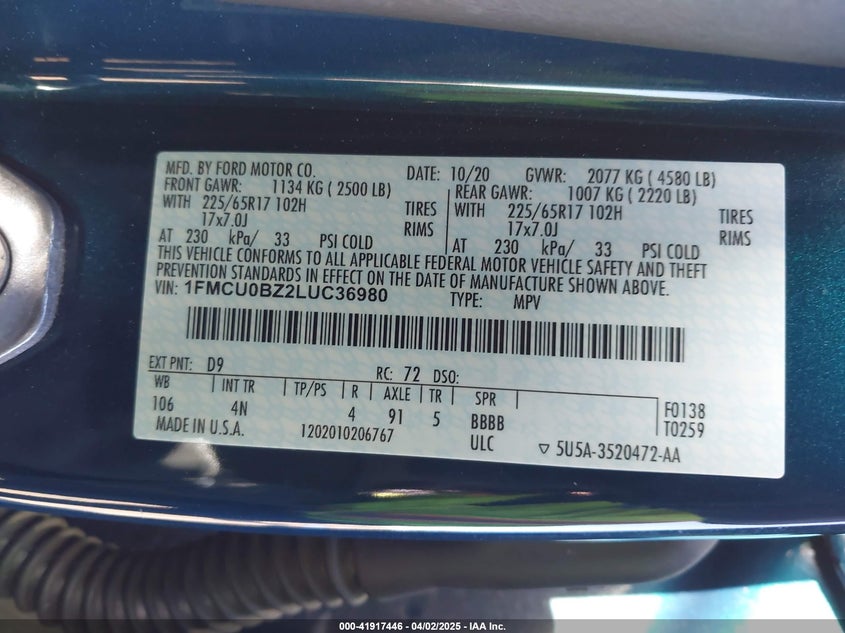 MFD. BY FORD MOTOR CO. DATE: 10/20 GVWR: 2077 KG ( 4580 LB)
FRONT GAWR: 1134 KG ( 2500 LB) REAR GAWR: 1007 KG ( 2220 LB)
WITH 225/65R17 102H TIRES WITH 225/65R17 102H TIRES
17x7.0J RIMS 17x7.0J RIMS
AT 230 kPa/ 33 PSI COLD AT 230 kPa/ 33 PSI COLD
THIS VEHICLE CONFORMS TO ALL APPLICABLE FEDERAL MOTOR VEHICLE SAFETY AND THEFT
PREVENTION STANDARDS IN EFFECT ON THE DATE OF MANUFACTURE SHOWN ABOVE.
VIN: 1FMCU0BZ2LUC36980 TYPE: MPV
EXT PNT: D9 RC: 72 DSO:
WB INT TR TP/PS R AXLE TR SPR
106 4N 4 91 5 BBBB F0138
MADE IN U.S.A. 1202010206767 ULC T0259
▽ 5U5A-3520472-AA
000-41917446 - 04/02/2025 - IAA Inc.